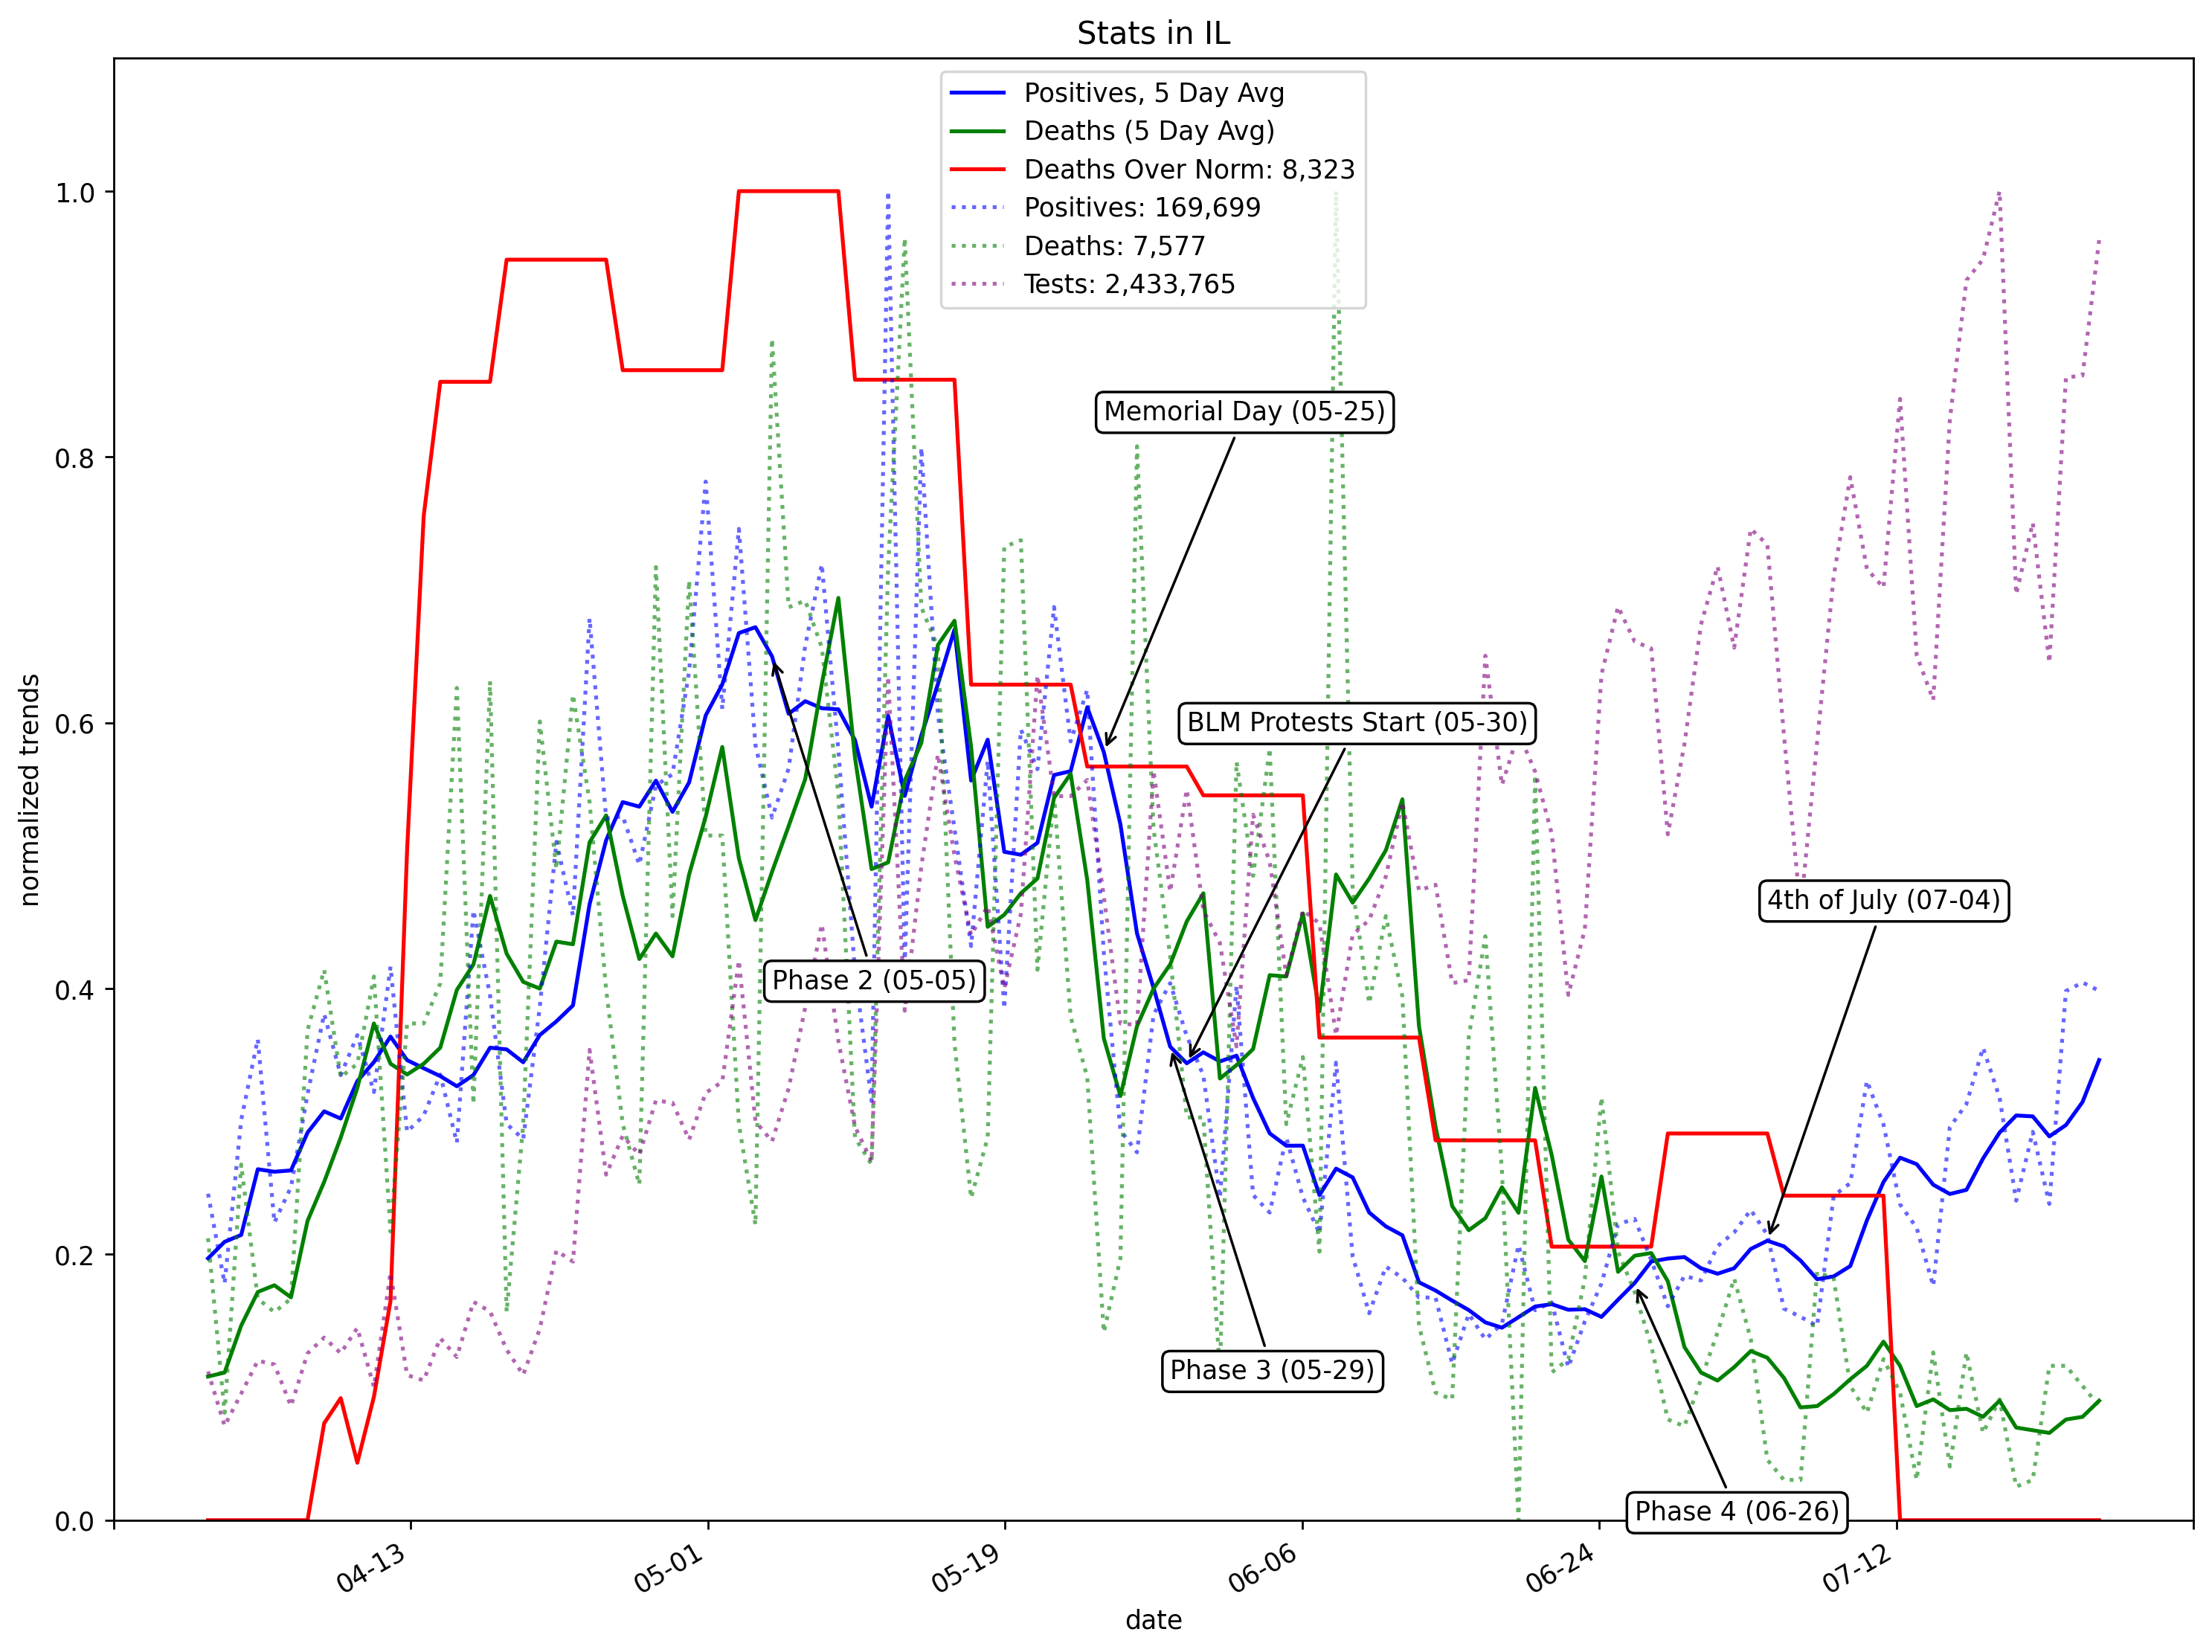 Stats in IL
Positives, 5 Day Avg
Deaths (5 Day Avg)
Deaths Over Norm: 8,323
Positives: 169,699
Deaths: 7,577
Tests: 2,433,765
1.0
0.8
0.6
0.4
0.2
0.0
normalized trends
Memorial Day (05-25)
BLM Protests Start (05-30)
4th of July (07-04)
Phase 2 (05-05)
Phase 3 (05-29)
Phase 4 (06-26)
04-13
05-01
05-19
06-06
06-24
07-12
date